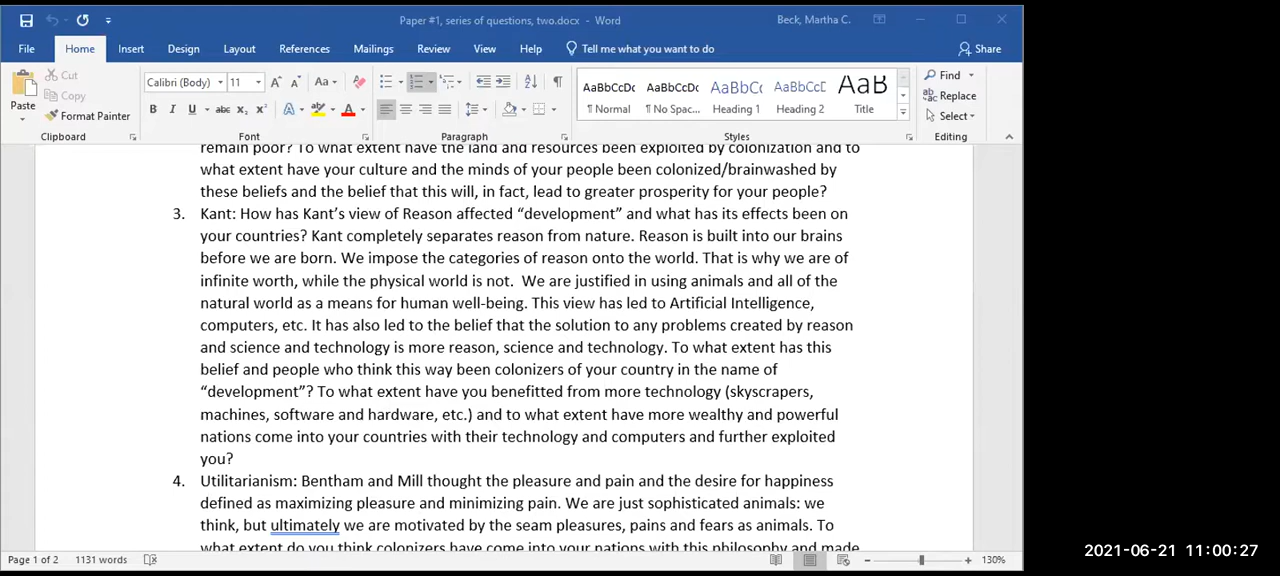 Paper #1, series of questions, two.docx - Word
Beck, Martha C.
File Home Insert Design Layout References Mailings Review View Help Tell me what you want to do Share
Cut
Copy
Paste
Format Painter
Calibri (Body) 11
Clipboard
Font
Paragraph
AaBbCcDc AaBbCcDc AaBbCc AaBbCcD AaB
¶ Normal ¶ No Spac... Heading 1 Heading 2 Title
Styles
Find
Replace
Select
Editing
remain poor? To what extent have the land and resources been exploited by colonization and to
what extent have your culture and the minds of your people been colonized/brainwashed by
these beliefs and the belief that this will, in fact, lead to greater prosperity for your people?
3. Kant: How has Kant's view of Reason affected “development” and what has its effects been on
your countries? Kant completely separates reason from nature. Reason is built into our brains
before we are born. We impose the categories of reason onto the world. That is why we are of
infinite worth, while the physical world is not. We are justified in using animals and all of the
natural world as a means for human well-being. This view has led to Artificial Intelligence,
computers, etc. It has also led to the belief that the solution to any problems created by reason
and science and technology is more reason, science and technology. To what extent has this
belief and people who think this way been colonizers of your country in the name of
“development”? To what extent have you benefitted from more technology (skyscrapers,
machines, software and hardware, etc.) and to what extent have more wealthy and powerful
nations come into your countries with their technology and computers and further exploited
you?
4. Utilitarianism: Bentham and Mill thought the pleasure and pain and the desire for happiness
defined as maximizing pleasure and minimizing pain. We are just sophisticated animals: we
think, but ultimately we are motivated by the seam pleasures, pains and fears as animals. To
what extent do you think colonizers have come into your nations with this philosophy and made
Page 1 of 2 1131 words
130%
2021-06-21 11:00:27